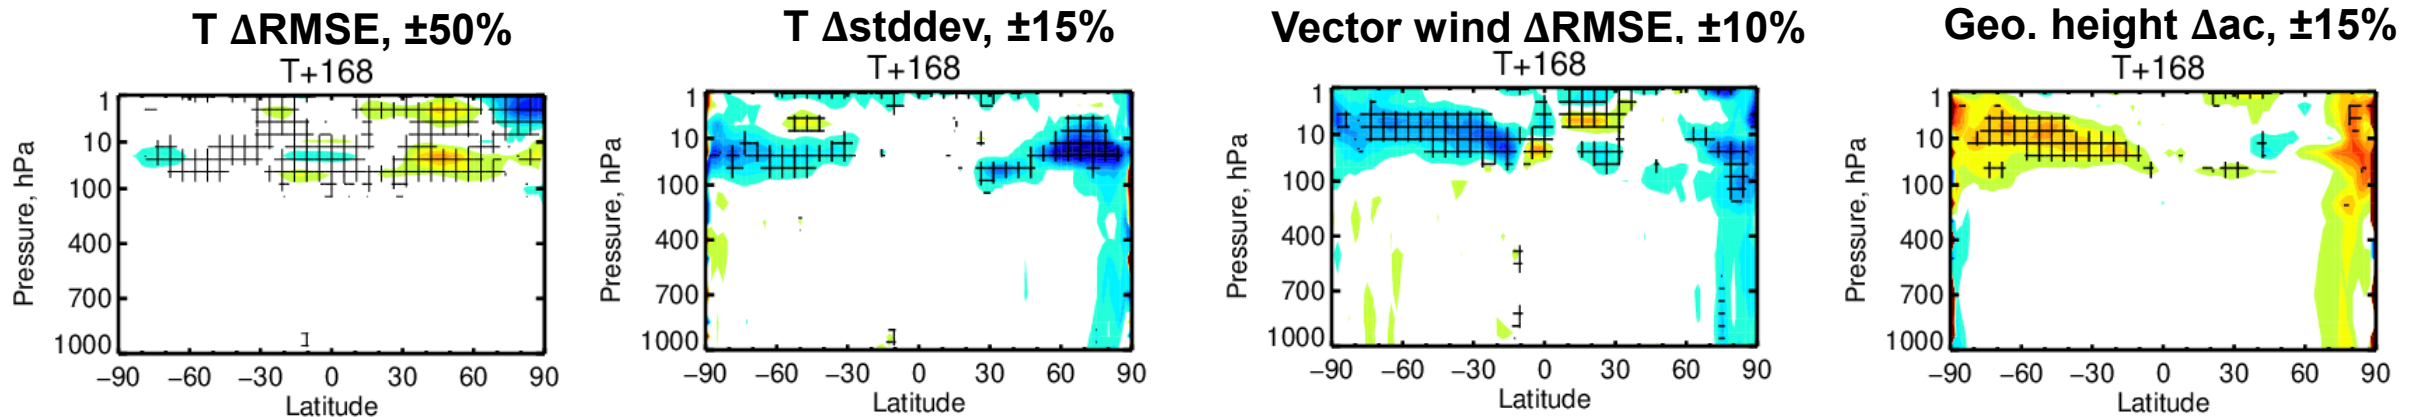 T ΔRMSE, ±50%
T+168
Pressure, hPa
1
10
100
400
700
1000
−90 −60 −30 0 30 60 90
Latitude
T Δstddev, ±15%
T+168
Pressure, hPa
1
10
100
400
700
1000
−90 −60 −30 0 30 60 90
Latitude
Vector wind ΔRMSE, ±10%
T+168
Pressure, hPa
1
10
100
400
700
1000
−90 −60 −30 0 30 60 90
Latitude
Geo. height Δac, ±15%
T+168
Pressure, hPa
1
10
100
400
700
1000
−90 −60 −30 0 30 60 90
Latitude